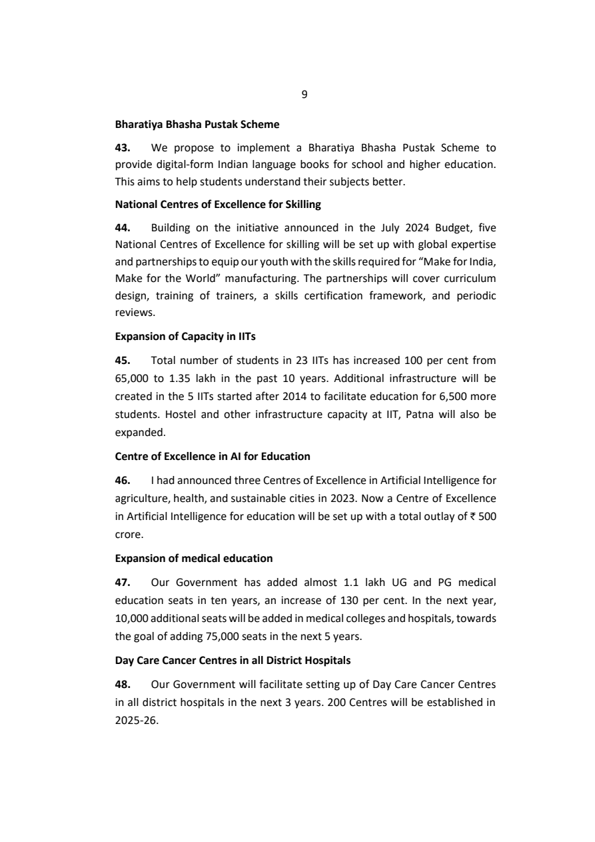 9
Bharatiya Bhasha Pustak Scheme
43. We propose to implement a Bharatiya Bhasha Pustak Scheme to
provide digital-form Indian language books for school and higher education.
This aims to help students understand their subjects better.
National Centres of Excellence for Skilling
44. Building on the initiative announced in the July 2024 Budget, five
National Centres of Excellence for skilling will be set up with global expertise
and partnerships to equip our youth with the skills required for “Make for India,
Make for the World” manufacturing. The partnerships will cover curriculum
design, training of trainers, a skills certification framework, and periodic
reviews.
Expansion of Capacity in IITs
45. Total number of students in 23 IITs has increased 100 per cent from
65,000 to 1.35 lakh in the past 10 years. Additional infrastructure will be
created in the 5 IITs started after 2014 to facilitate education for 6,500 more
students. Hostel and other infrastructure capacity at IIT, Patna will also be
expanded.
Centre of Excellence in AI for Education
46. I had announced three Centres of Excellence in Artificial Intelligence for
agriculture, health, and sustainable cities in 2023. Now a Centre of Excellence
in Artificial Intelligence for education will be set up with a total outlay of ₹ 500
crore.
Expansion of medical education
47. Our Government has added almost 1.1 lakh UG and PG medical
education seats in ten years, an increase of 130 per cent. In the next year,
10,000 additional seats will be added in medical colleges and hospitals, towards
the goal of adding 75,000 seats in the next 5 years.
Day Care Cancer Centres in all District Hospitals
48. Our Government will facilitate setting up of Day Care Cancer Centres
in all district hospitals in the next 3 years. 200 Centres will be established in
2025-26.